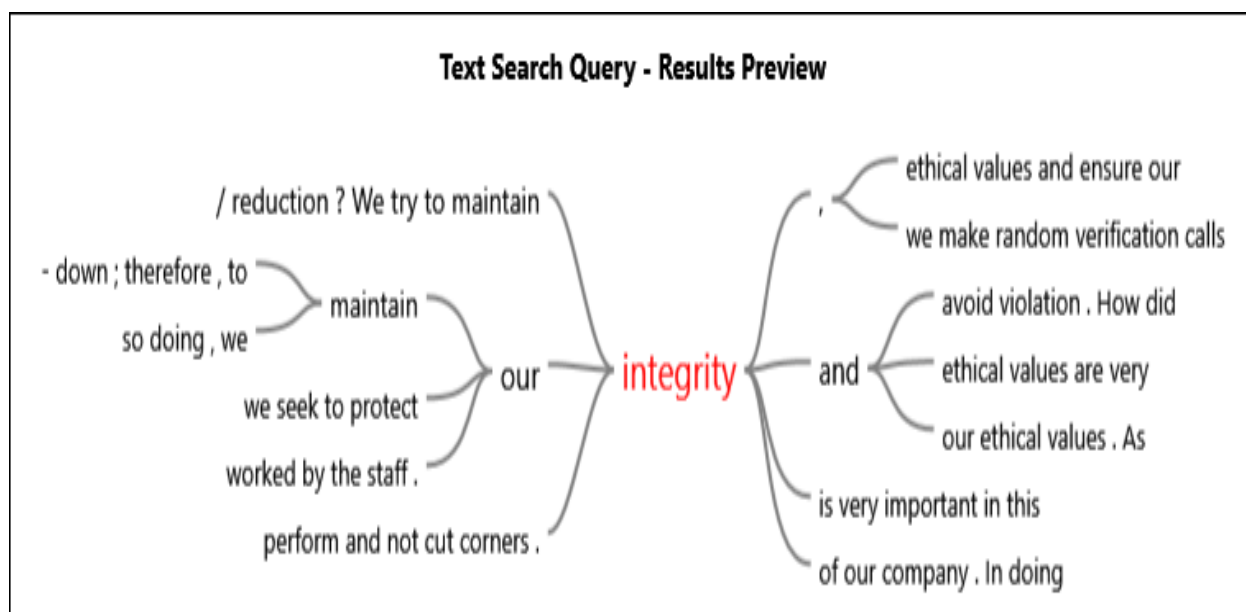 Text Search Query - Results Preview
/ reduction ? We try to maintain
- down ; therefore , to
so doing , we
maintain
we seek to protect
worked by the staff .
our
perform and not cut corners .
integrity
,
ethical values and ensure our
we make random verification calls
and
avoid violation . How did
ethical values are very
our ethical values . As
is very important in this
of our company . In doing